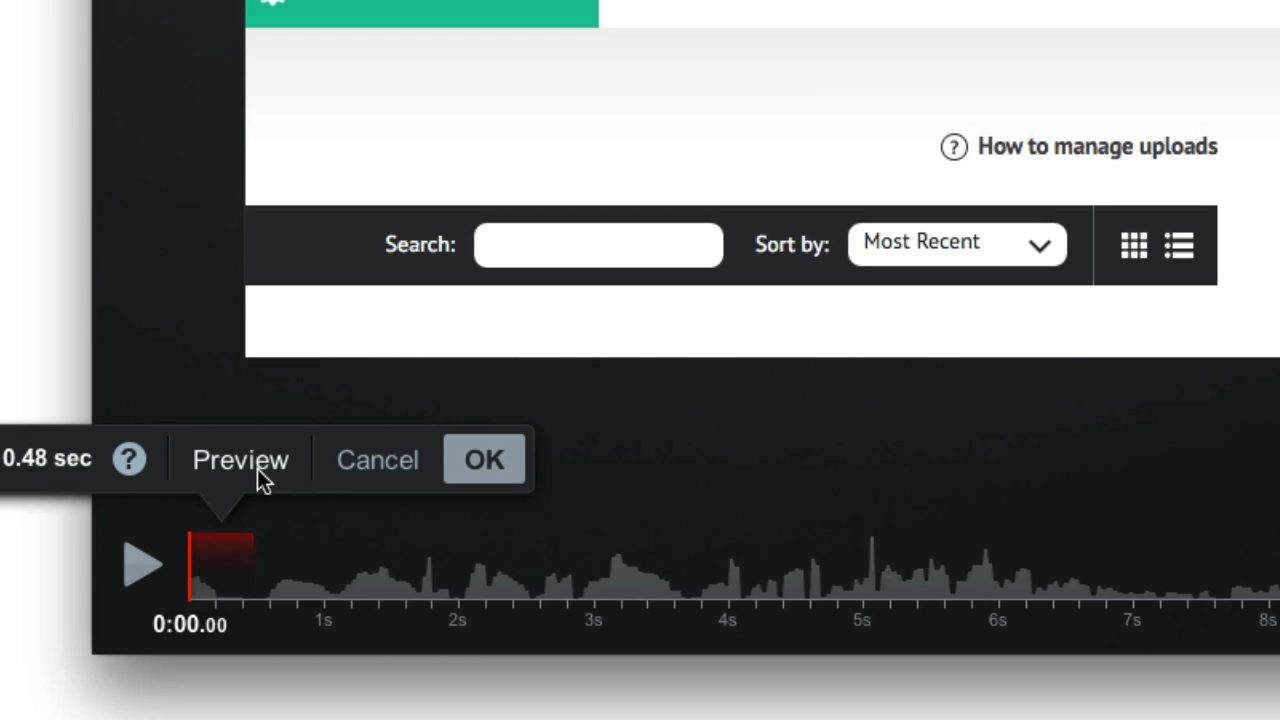 ? How to manage uploads
Search:
Sort by: Most Recent
0.48 sec ? Preview Cancel OK
0:00.00 1s 2s 3s 4s 5s 6s 7s 8s